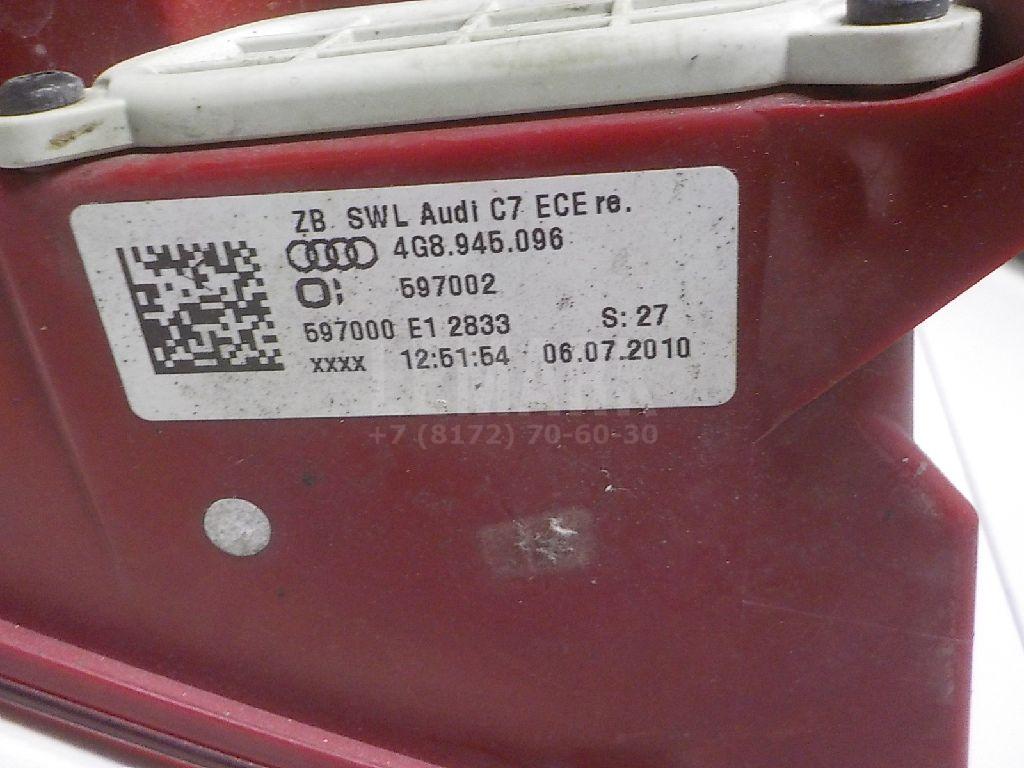 ZB SWL Audi C7 ECE re.
4G8.945.096
597002
597000 E1 2833 S: 27
xxxx 12:51:54 06.07.2010
+7 (8172) 70-60-30